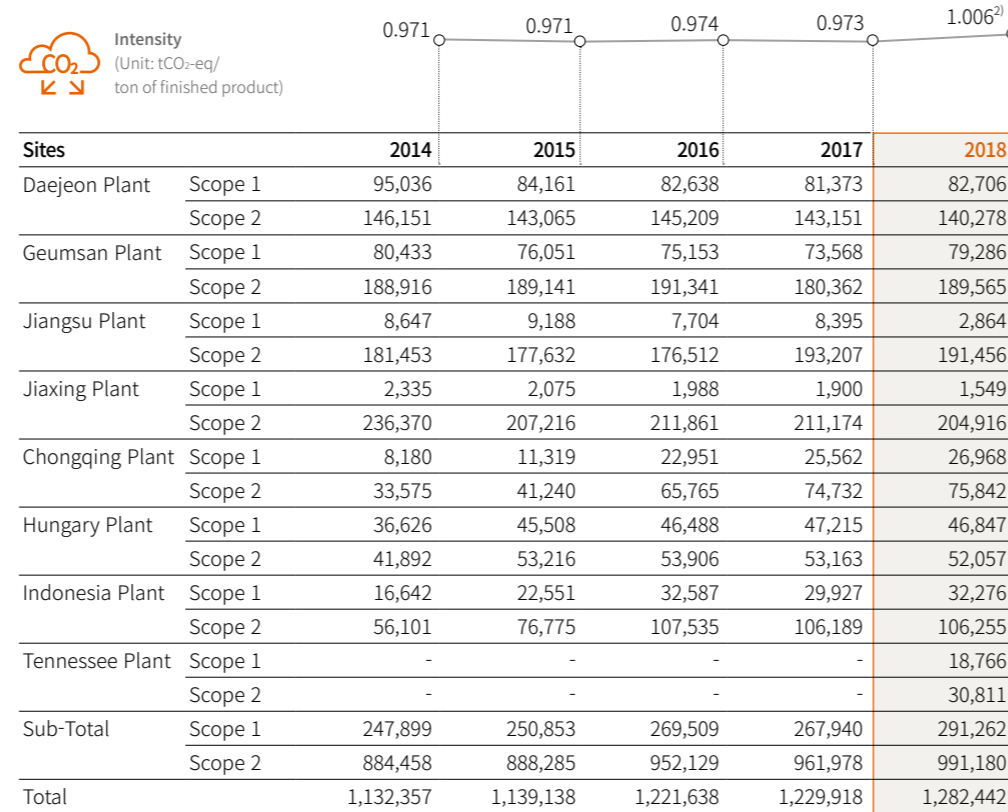 0.971 0.971 0.974 0.973 1.006²⁾
CO₂
Intensity
(Unit: tCO₂-eq/
ton of finished product)
Sites 2014 2015 2016 2017 2018
Daejeon Plant Scope 1 95,036 84,161 82,638 81,373 82,706
Scope 2 146,151 143,065 145,209 143,151 140,278
Geumsan Plant Scope 1 80,433 76,051 75,153 73,568 79,286
Scope 2 188,916 189,141 191,341 180,362 189,565
Jiangsu Plant Scope 1 8,647 9,188 7,704 8,395 2,864
Scope 2 181,453 177,632 176,512 193,207 191,456
Jiaxing Plant Scope 1 2,335 2,075 1,988 1,900 1,549
Scope 2 236,370 207,216 211,861 211,174 204,916
Chongqing Plant Scope 1 8,180 11,319 22,951 25,562 26,968
Scope 2 33,575 41,240 65,765 74,732 75,842
Hungary Plant Scope 1 36,626 45,508 46,488 47,215 46,847
Scope 2 41,892 53,216 53,906 53,163 52,057
Indonesia Plant Scope 1 16,642 22,551 32,587 29,927 32,276
Scope 2 56,101 76,775 107,535 106,189 106,255
Tennessee Plant Scope 1 - - - - 18,766
Scope 2 - - - - 30,811
Sub-Total Scope 1 247,899 250,853 269,509 267,940 291,262
Scope 2 884,458 888,285 952,129 961,978 991,180
Total 1,132,357 1,139,138 1,221,638 1,229,918 1,282,442